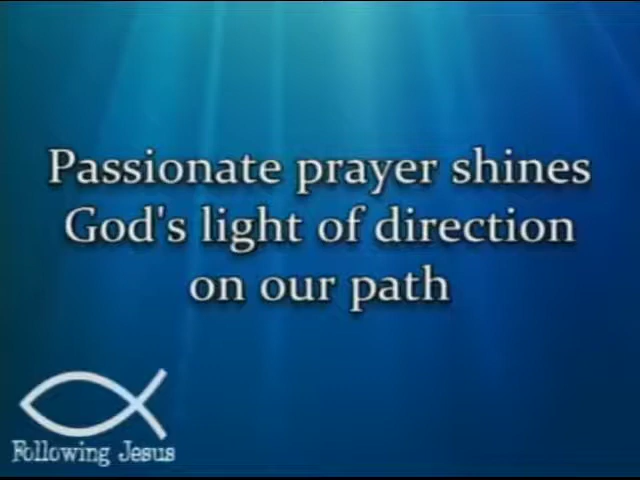 Passionate prayer shines
God's light of direction
on our path
Following Jesus